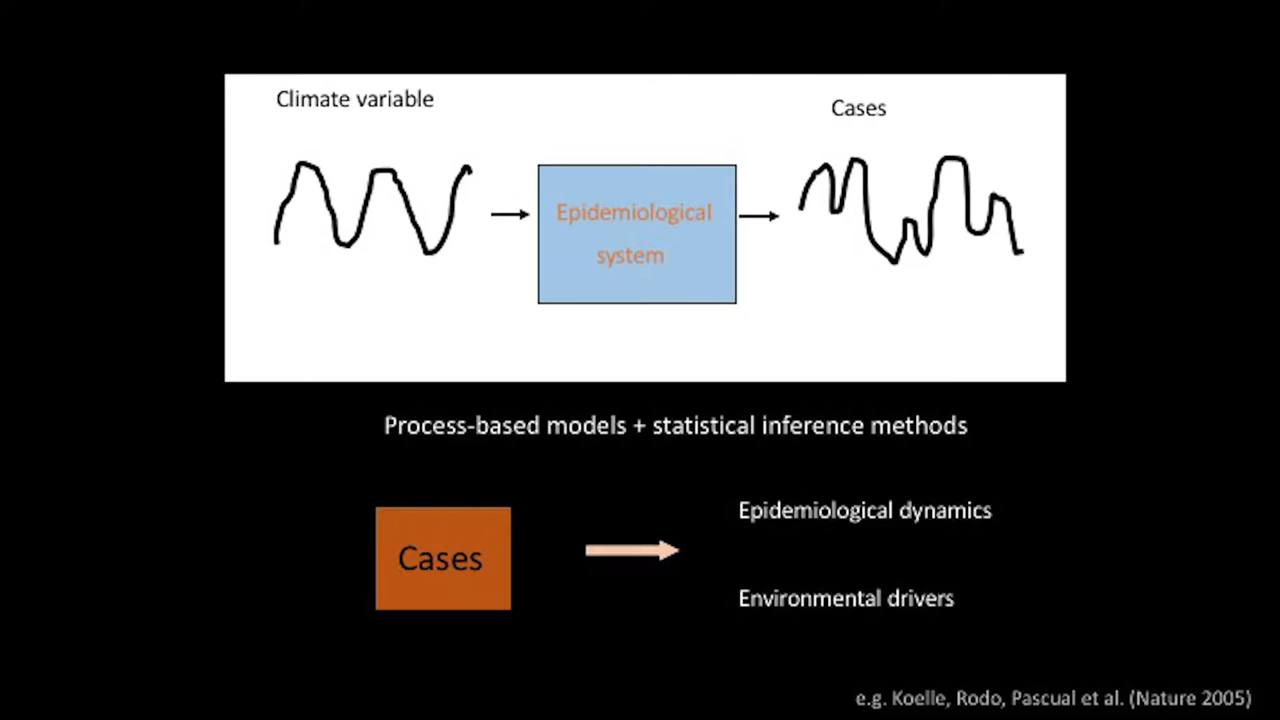 Climate variable
Cases
Epidemiological
system
Process-based models + statistical inference methods
Cases
Epidemiological dynamics
Environmental drivers
e.g. Koelle, Rodo, Pascual et al. (Nature 2005)